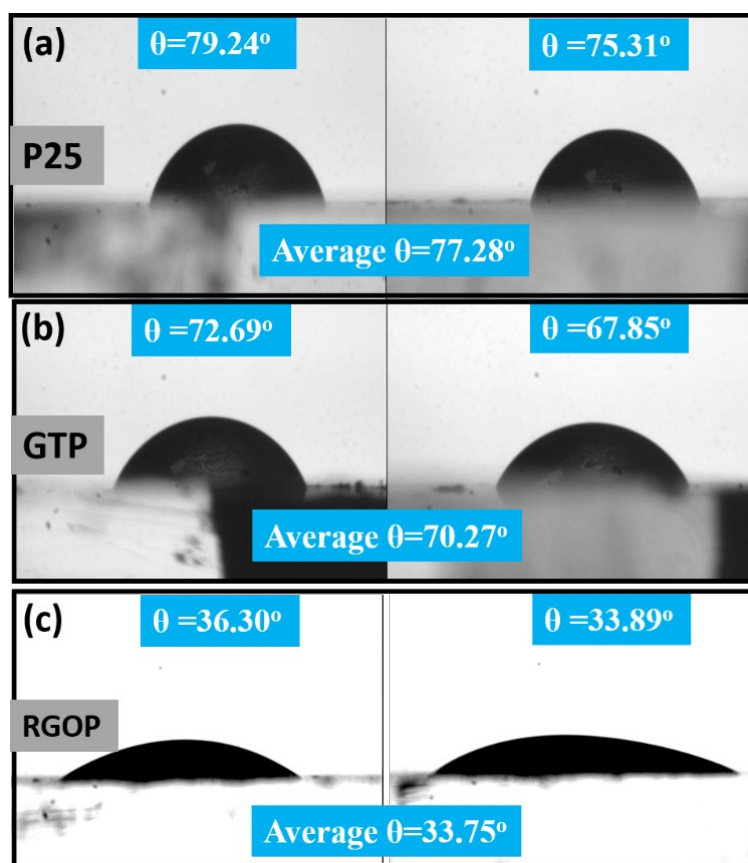 (a)
θ=79.24°
θ =75.31°
P25
Average θ=77.28°
(b)
θ =72.69°
θ =67.85°
GTP
Average θ=70.27°
(c)
θ =36.30°
θ =33.89°
RGOP
Average θ=33.75°